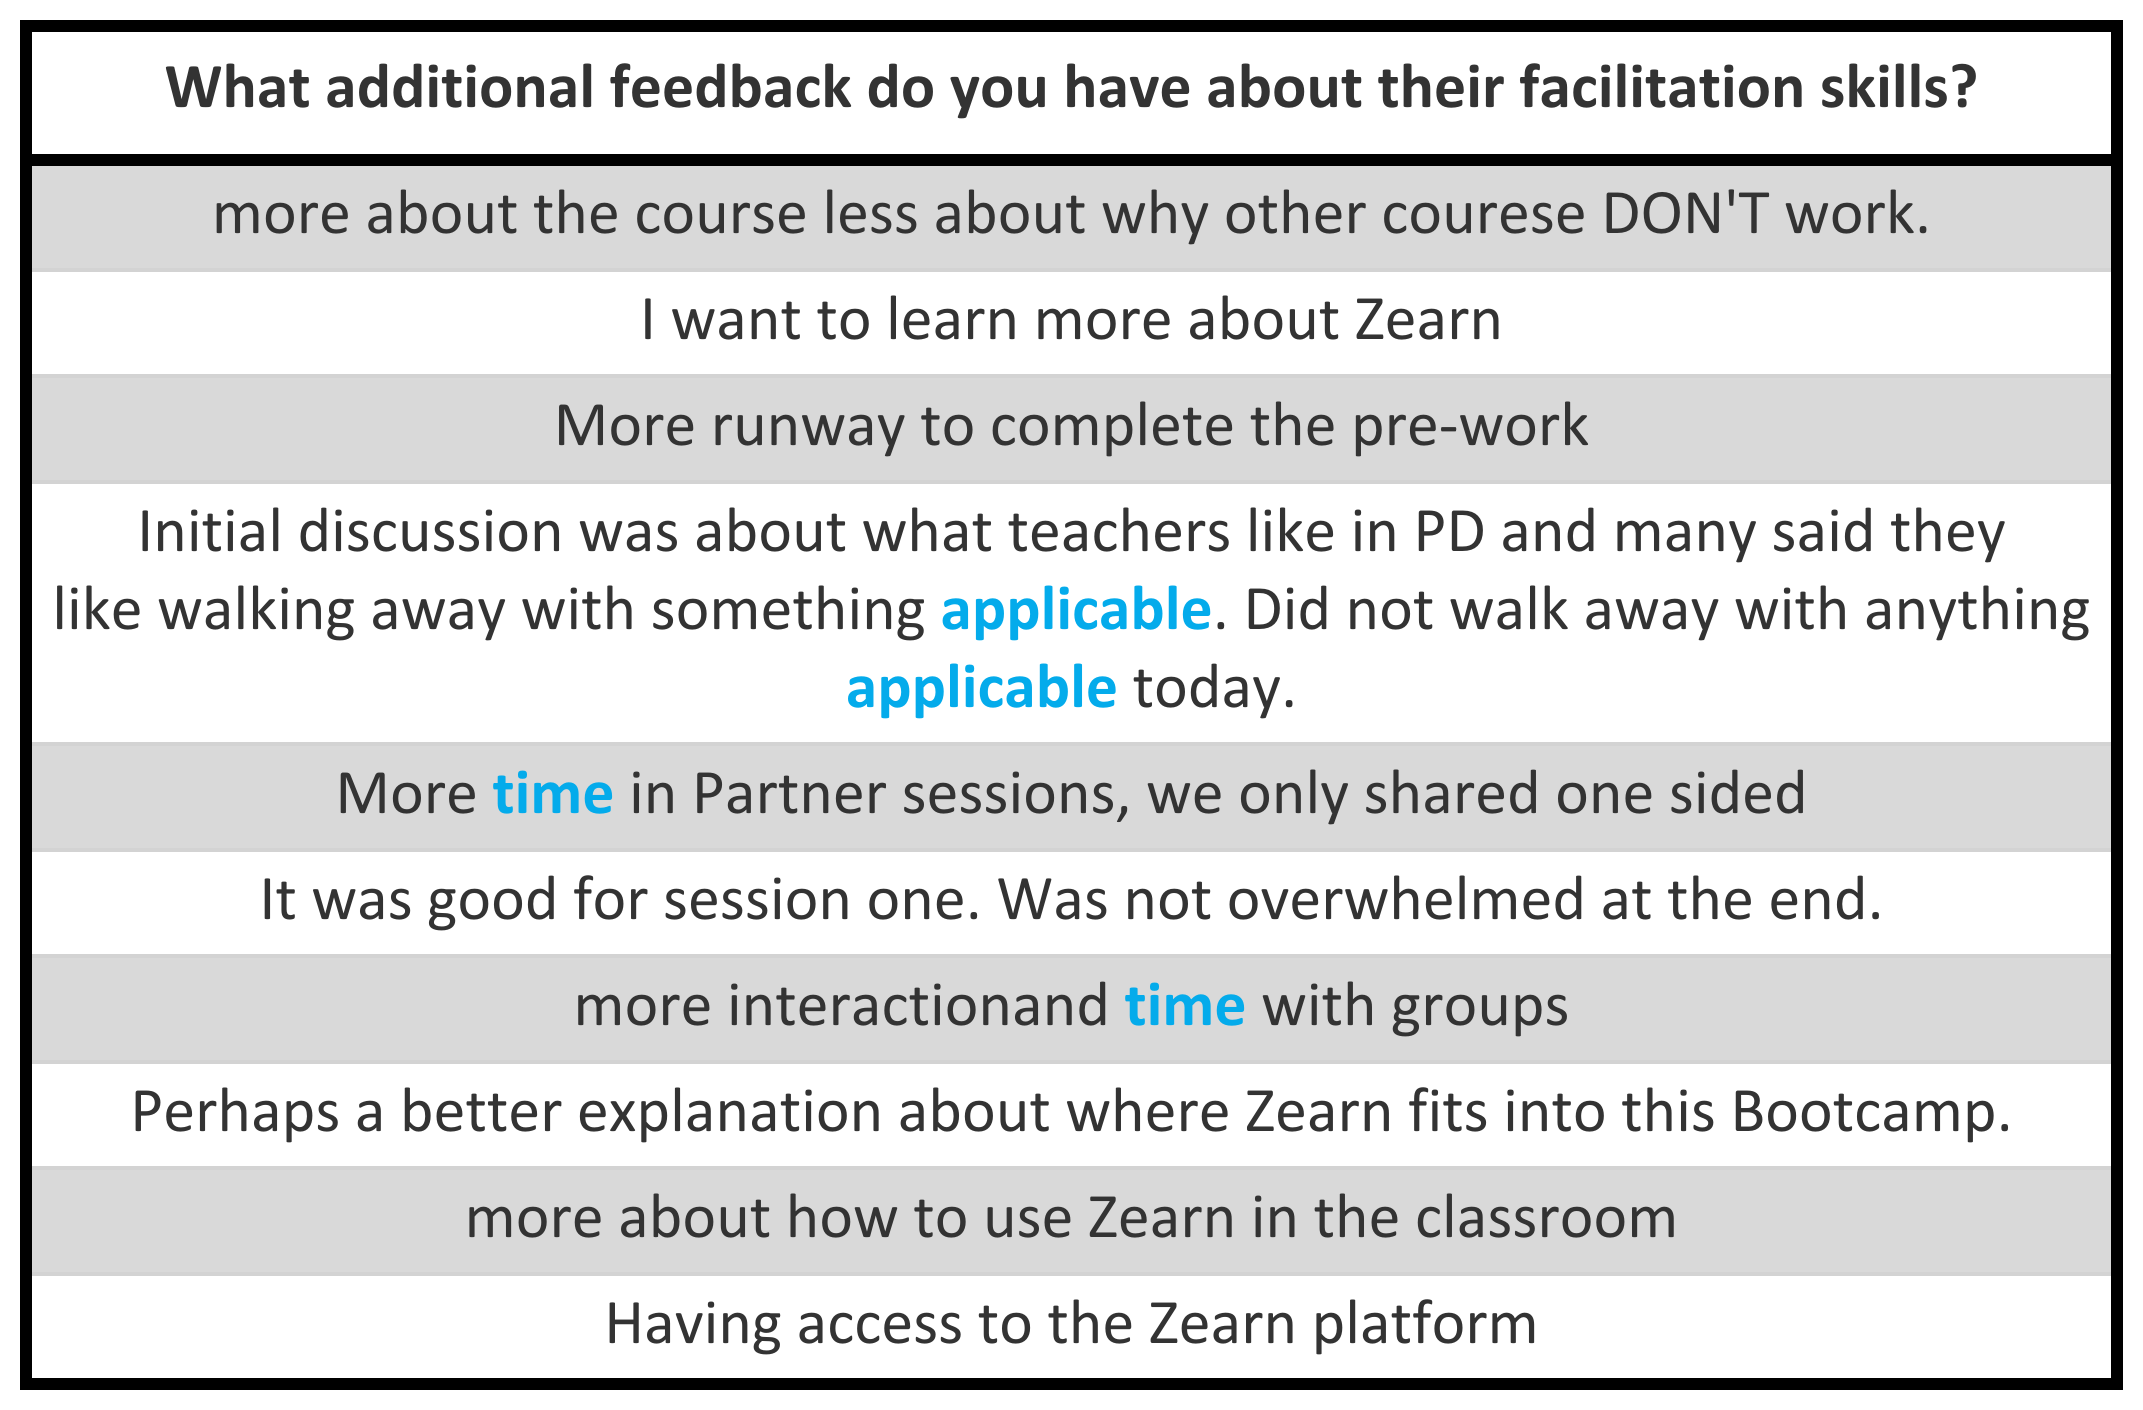 What additional feedback do you have about their facilitation skills?
more about the course less about why other courese DON'T work.
I want to learn more about Zearn
More runway to complete the pre-work
Initial discussion was about what teachers like in PD and many said they
like walking away with something applicable. Did not walk away with anything
applicable today.
More time in Partner sessions, we only shared one sided
It was good for session one. Was not overwhelmed at the end.
more interactionand time with groups
Perhaps a better explanation about where Zearn fits into this Bootcamp.
more about how to use Zearn in the classroom
Having access to the Zearn platform